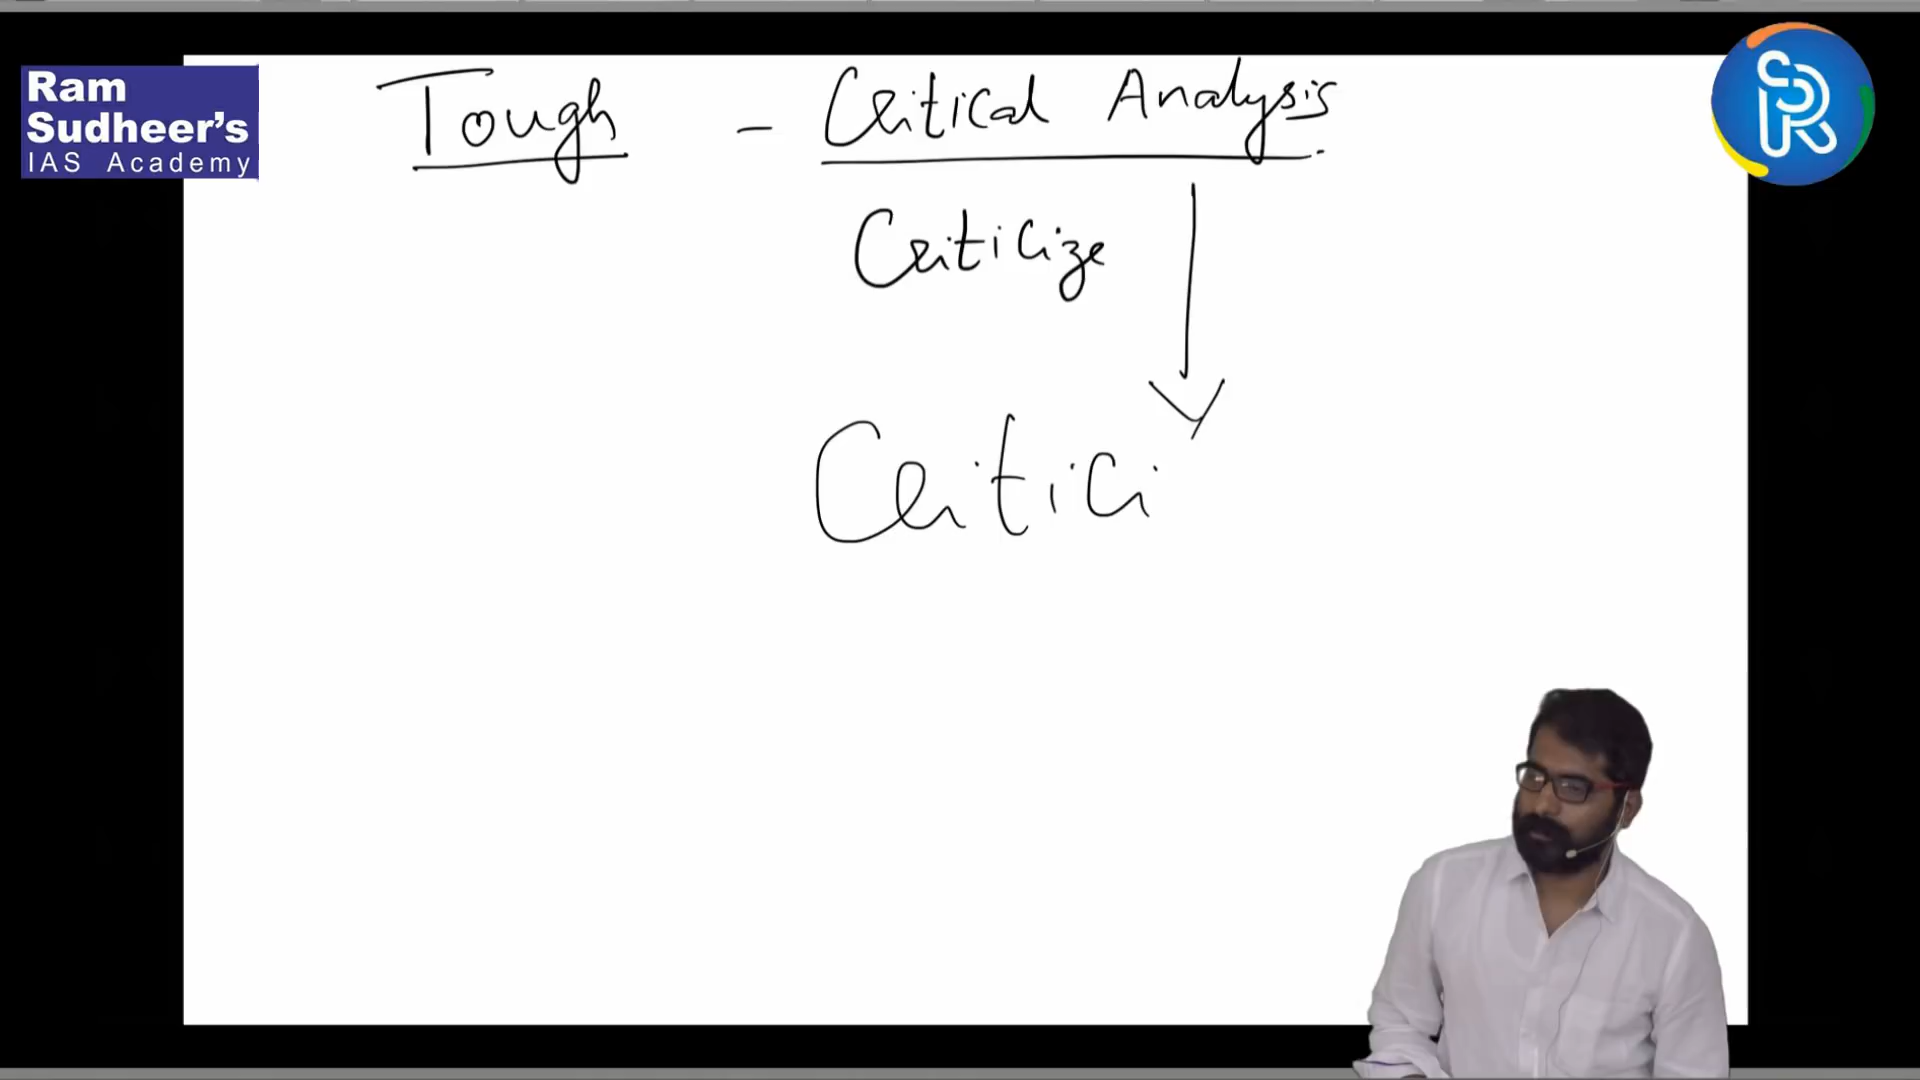 Ram
Sudheer's
IAS Academy
Tough - Critical Analysis.
Criticize
Critici